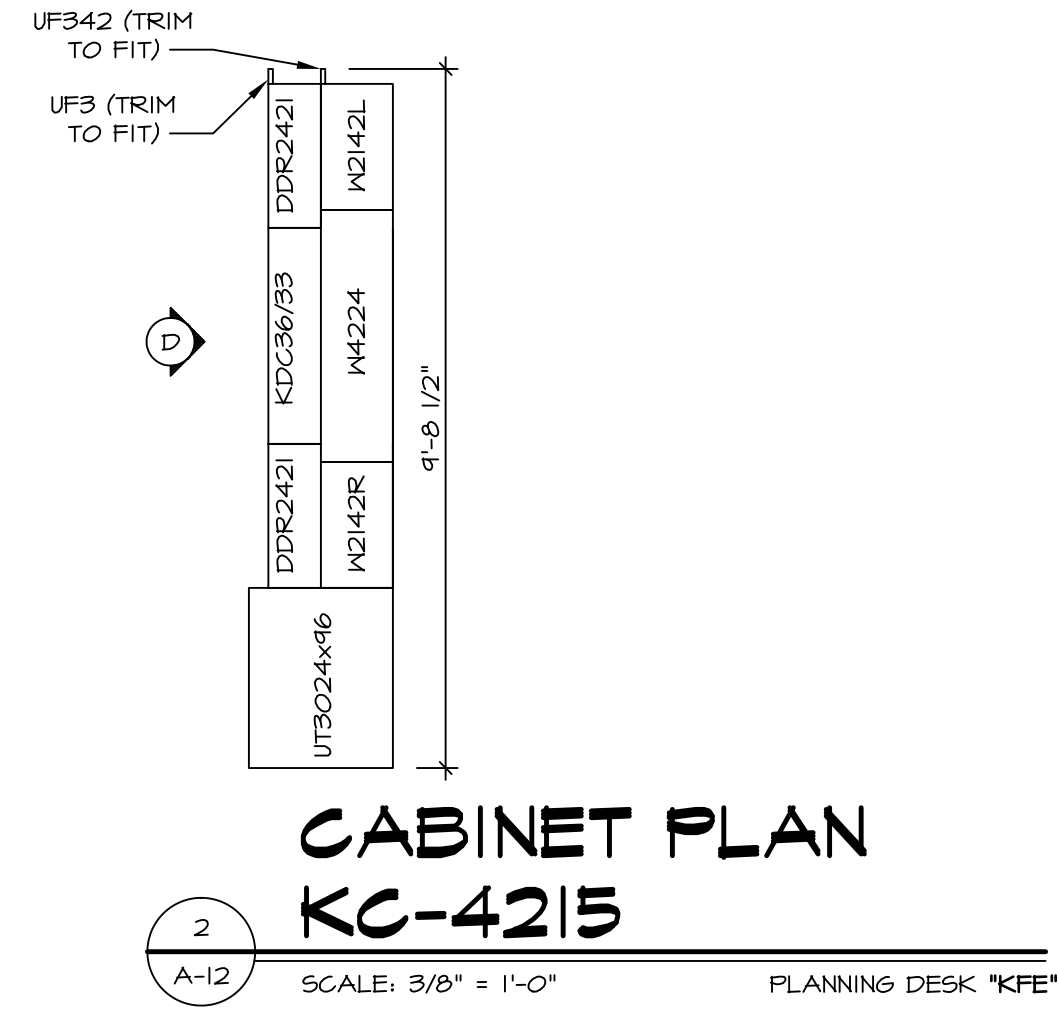 UF342 (TRIM
TO FIT)
UF3 (TRIM
TO FIT)
DDR2421
W2142L
KDC36/33
W4224
D
9'-8 1/2"
DDR2421
W2142R
UT3024x96
CABINET PLAN
KC-4215
2
A-12
SCALE: 3/8" = 1'-0"
PLANNING DESK "KFE"